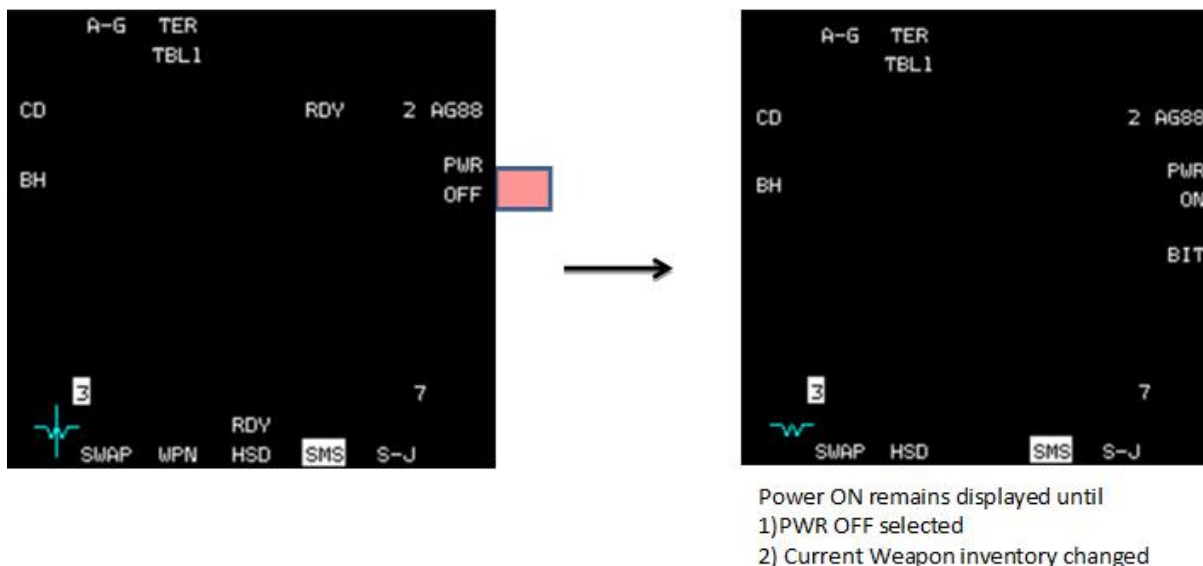 A-G TER
TBL1
CD RDY 2 AG88
PWR
BH OFF
3 7
RDY
SWAP WPN HSD SMS S-J
A-G TER
TBL1
CD 2 AG88
PWR
BH ON
BIT
3 7
SWAP HSD SMS S-J
Power ON remains displayed until
1)PWR OFF selected
2) Current Weapon inventory changed